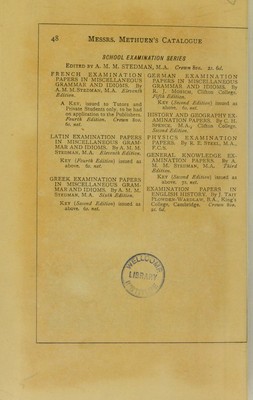 48 MESSRS. METHUEN'S CATALOGUE
SCHOOL EXAMINATION SERIES
EDITED BY A. M. M. STEDMAN, M.A. Crown 8vo. 2s. 6d.
FRENCH EXAMINATION
PAPERS IN MISCELLANEOUS
GRAMMAR AND IDIOMS. By
A. M. M. STEDMAN, M.A. Eleventh
Edition.
A KEY, issued to Tutors and
Private Students only, to be had
on application to the Publishers.
Fourth Edition. Crown 8vo.
6s. net.
LATIN EXAMINATION PAPERS
IN MISCELLANEOUS GRAM-
MAR AND IDIOMS. By A. M. M.
STEDMAN, M.A. Eleventh Edition.
KEY (Fourth Edition) issued as
above. 6s. net.
GREEK EXAMINATION PAPERS
IN MISCELLANEOUS GRAM-
MAR AND IDIOMS. By A. M. M.
STEDMAN, M.A. Sixth Edition.
KEY (Second Edition) issued as
above. 6s. net.
GERMAN EXAMINATION
PAPERS IN MISCELLANEOUS
GRAMMAR AND IDIOMS. By
R. J. MORICH, Clifton College.
Fifth Edition.
KEY (Second Edition) issued as
above. 6s. net.
HISTORY AND GEOGRAPHY EX-
AMINATION PAPERS. By C. H.
SPENCE, M.A., Clifton College.
Second Edition.
PHYSICS EXAMINATION
PAPERS. By R. E. STEEL, M.A.,
F.C.S.
GENERAL KNOWLEDGE EX-
AMINATION PAPERS. By A.
M. M. STEDMAN, M.A. Third
Edition.
KEY (Second Edition) issued as
above. 7s. net.
EXAMINATION PAPERS IN
ENGLISH HISTORY. By J. TAIT
PLOWDEN-WARDLAW, B.A., King's
College, Cambridge. Crown 8vo.
2s. 6d.
WELLCOME
LIBRARY